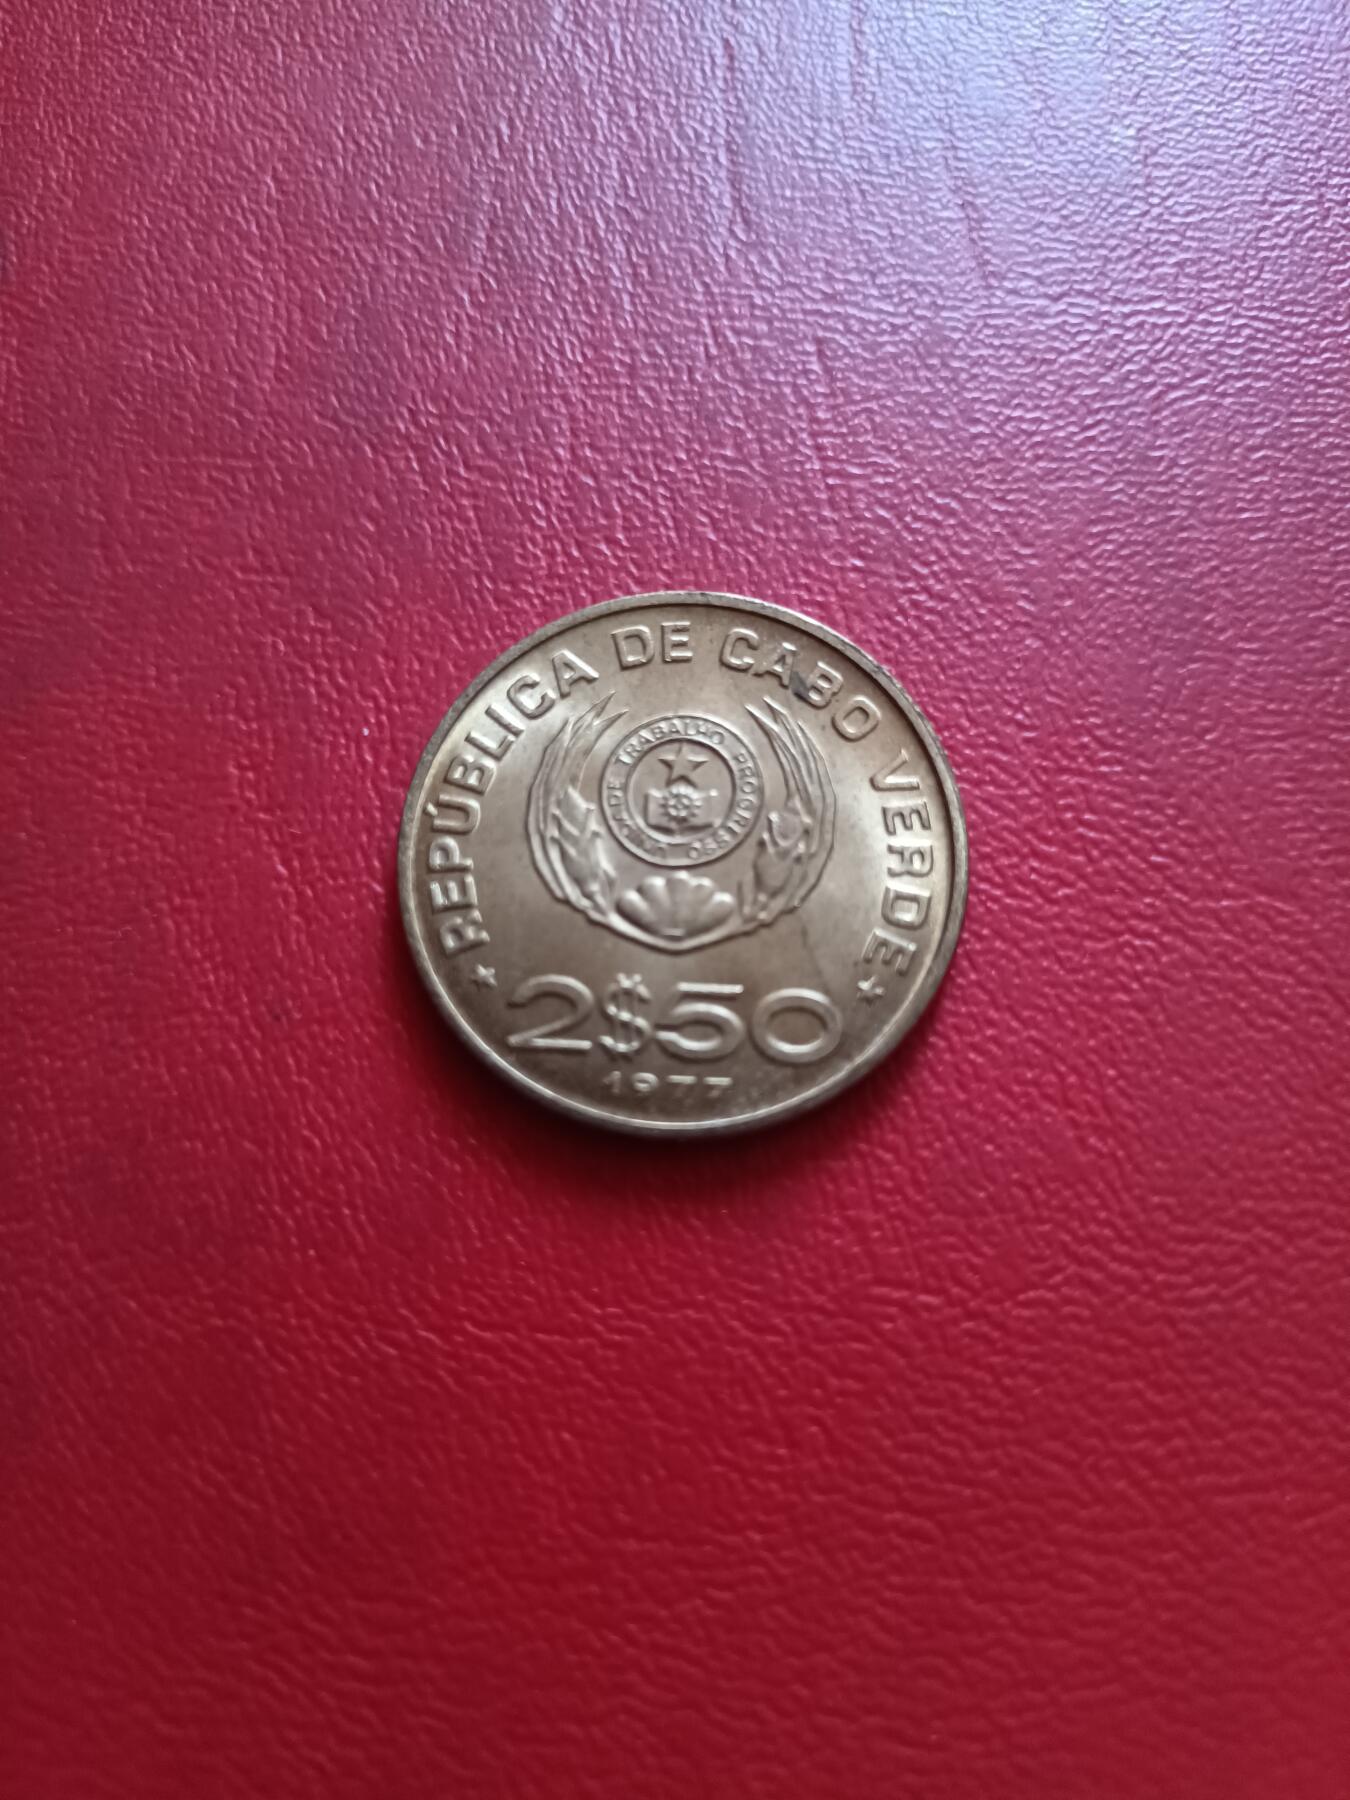 ★ REPÚBLICA DE CABO VERDE ★
UNIDADE TRABALHO PROGRESSO
2$50
1977